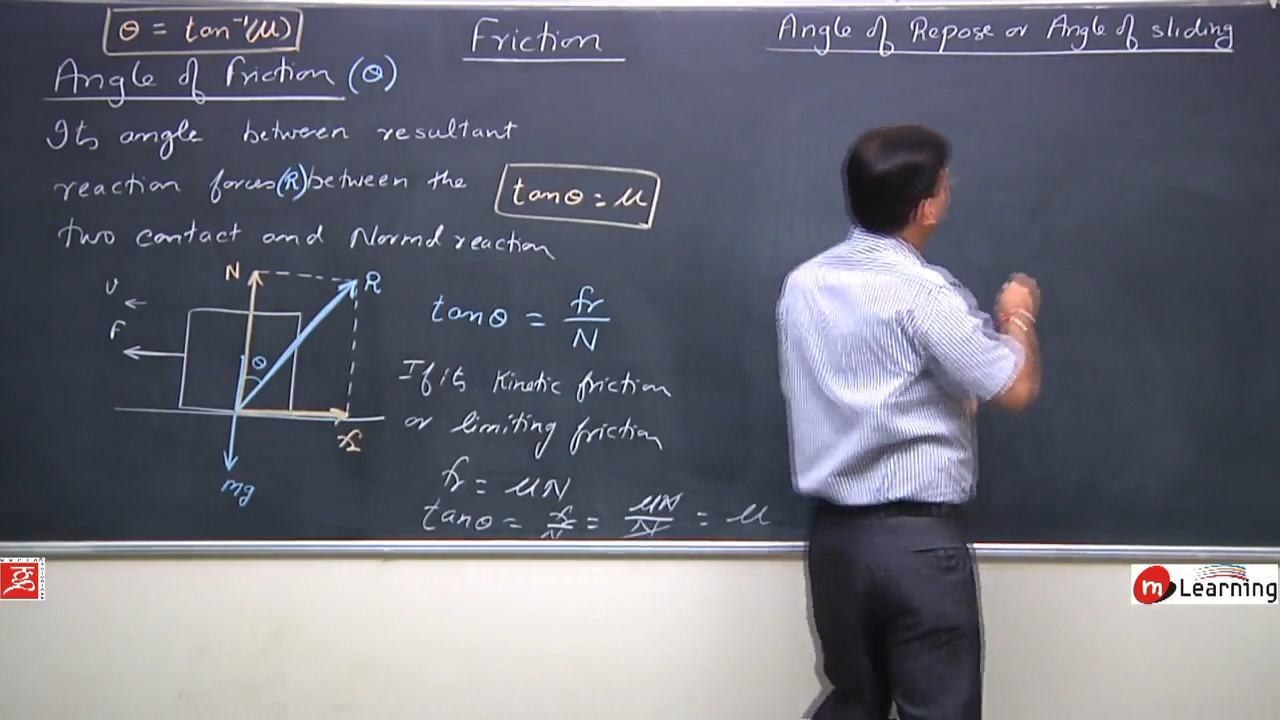 θ = tan⁻¹(μ)
Friction
Angle of Repose or Angle of sliding
Angle of Friction (θ)
Its angle between resultant
reaction forces (R) between the
tanθ = μ
two contact and Normal reaction
N
R
v
F
θ
fr
mg
tanθ = fr/N
If its Kinetic friction
or limiting friction
fr = μN
tanθ = fr/N = μN/N = μ
m Learning